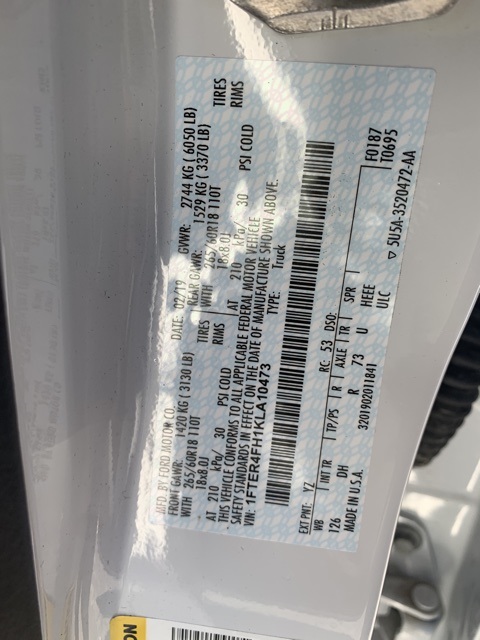 MFD. BY FORD MOTOR CO.
DATE: 02/19 GVWR: 2744 KG ( 6050 LB)
FRONT GAWR: 1420 KG (3130 LB) REAR GAWR: 1529 KG ( 3370 LB)
WITH 265/60R18 110T TIRES WITH 265/60R18 110T TIRES
18x8.0J RIMS 18x8.0J RIMS
AT 210 kPa/ 30 PSI COLD AT 210 kPa/ 30 PSI COLD
THIS VEHICLE CONFORMS TO ALL APPLICABLE FEDERAL MOTOR VEHICLE
SAFETY STANDARDS IN EFFECT ON THE DATE OF MANUFACTURE SHOWN ABOVE.
VIN: 1FTER4FH1KLA10473 TYPE: Truck
EXT PNT: YZ RC: 53 DSO: F0187
WB INT TR TP/PS R AXLE TR SPR T0695
126 DH R 73 U HEEE
MADE IN U.S.A. 320190201184 ULC
▽ 5U5A-3520472-AA
ON